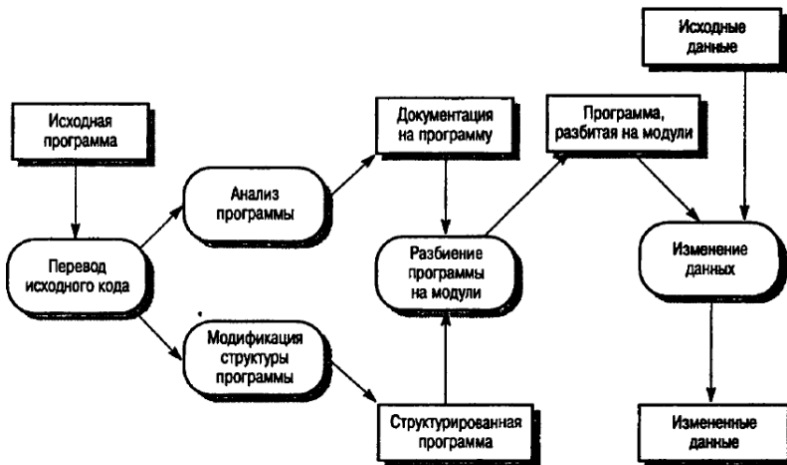 Исходные
данные
Исходная
программа
Документация
на программу
Программа,
разбитая на модули
Анализ
программы
Перевод
исходного кода
Разбиение
программы
на модули
Изменение
данных
Модификация
структуры
программы
Структурированная
программа
Измененные
данные